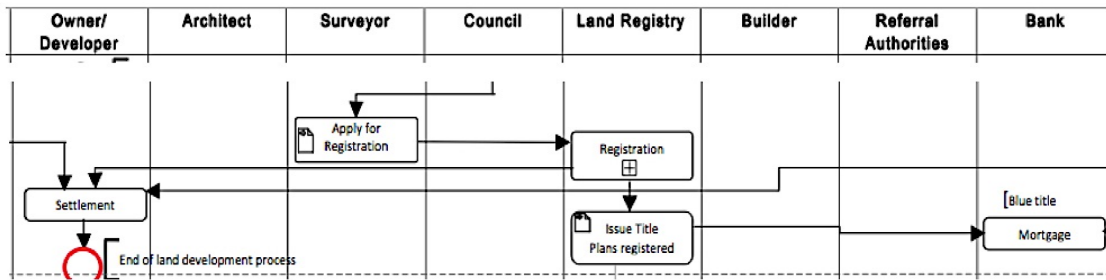 Owner/
Developer
Architect
Surveyor
Council
Land Registry
Builder
Referral
Authorities
Bank
Apply for
Registration
Registration
Settlement
Issue Title
Plans registered
Blue title
Mortgage
End of land development process